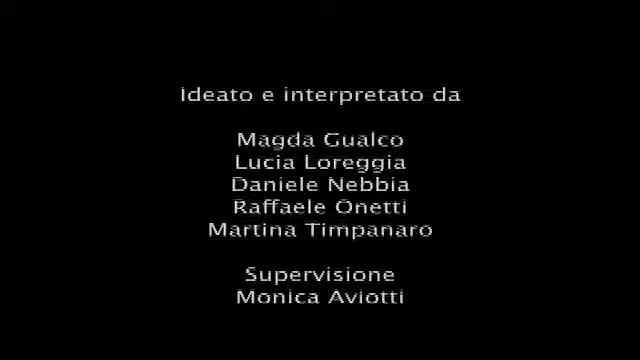 Ideato e interpretato da
Magda Gualco
Lucia Loreggia
Daniele Nebbia
Raffaele Onetti
Martina Timpanaro
Supervisione
Monica Aviotti